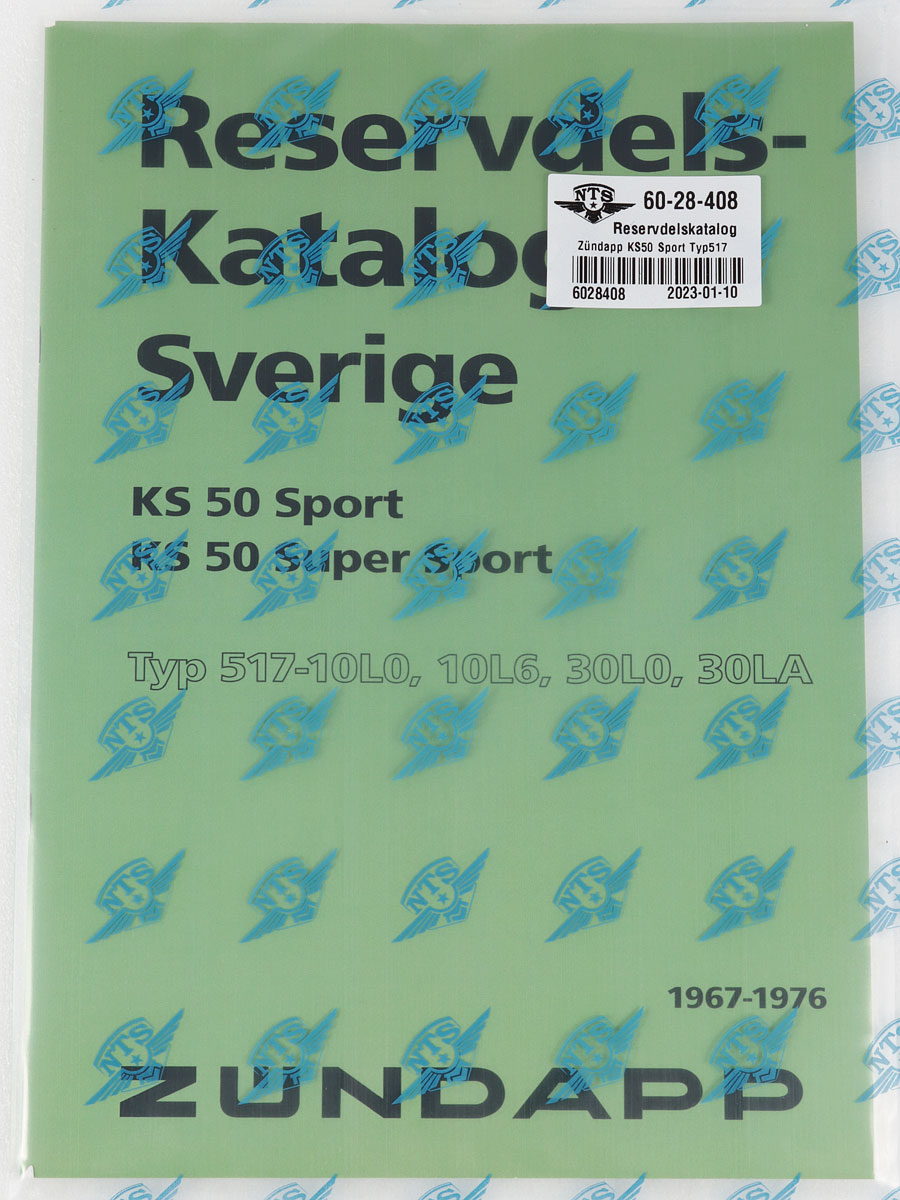 Reservdels-
Katalog
Sverige
NTS 60-28-408
Reservdelskatalog
Zündapp KS50 Sport Typ517
6028408 2023-01-10
KS 50 Sport
KS 50 Super Sport
Typ 517-10L0, 10L6, 30L0, 30LA
1967-1976
ZÜNDAPP